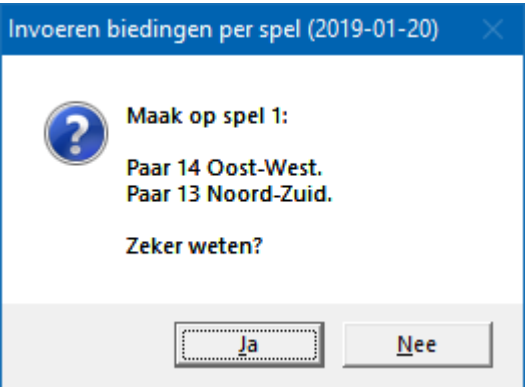 Invoeren biedingen per spel (2019-01-20)
Maak op spel 1:
Paar 14 Oost-West.
Paar 13 Noord-Zuid.
Zeker weten?
Ja
Nee